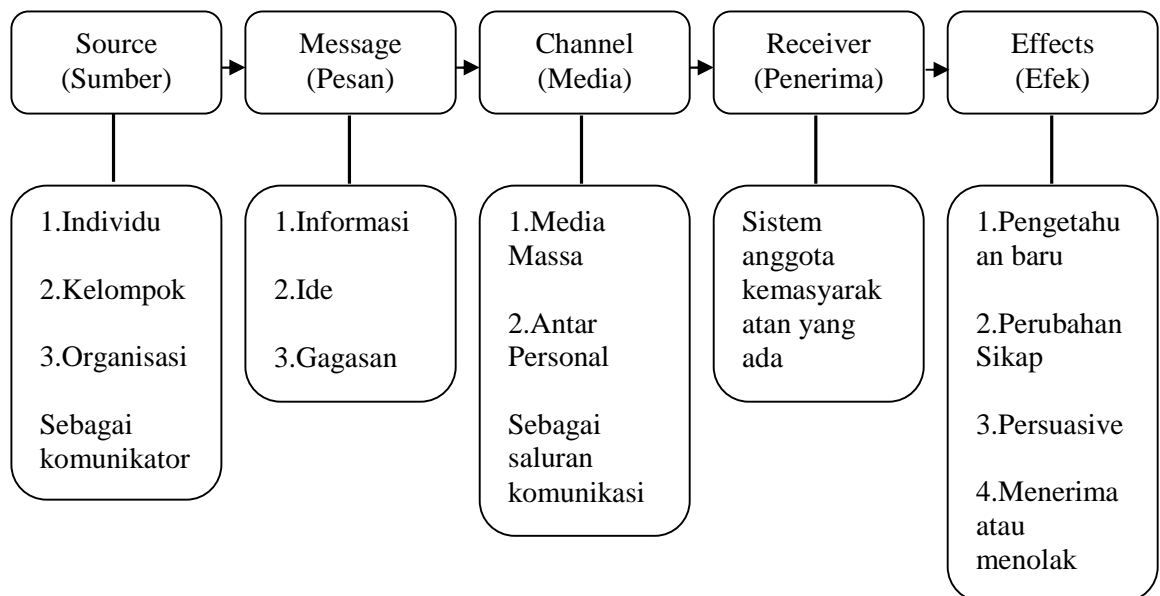 Source
(Sumber)
Message
(Pesan)
Channel
(Media)
Receiver
(Penerima)
Effects
(Efek)
1.Individu
2.Kelompok
3.Organisasi
Sebagai
komunikator
1.Informasi
2.Ide
3.Gagasan
1.Media
Massa
2.Antar
Personal
Sebagai
saluran
komunikasi
Sistem
anggota
kemasyarak
atan yang
ada
1.Pengetahu
an baru
2.Perubahan
Sikap
3.Persuasive
4.Menerima
atau
menolak